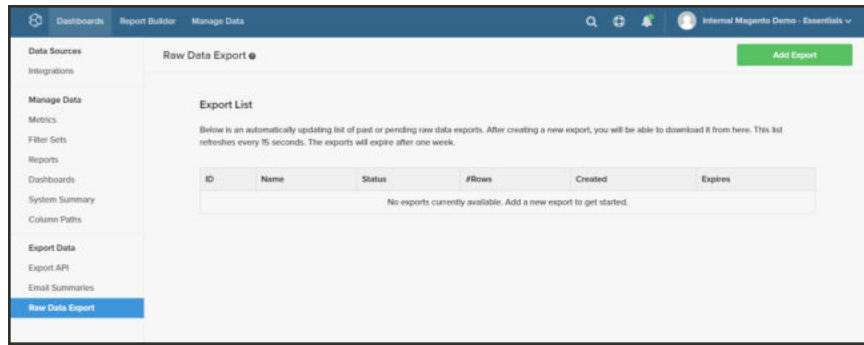 Dashboards Report Builder Manage Data Internal Magento Demo - Essentials
Data Sources
Integrations
Manage Data
Metrics
Filter Sets
Reports
Dashboards
System Summary
Column Paths
Export Data
Export API
Email Summaries
Raw Data Export
Raw Data Export
Add Export
Export List
Below is an automatically updating list of past or pending raw data exports. After creating a new export, you will be able to download it from here. This list
refreshes every 15 seconds. The exports will expire after one week.
ID Name Status #Rows Created Expires
No exports currently available. Add a new export to get started.